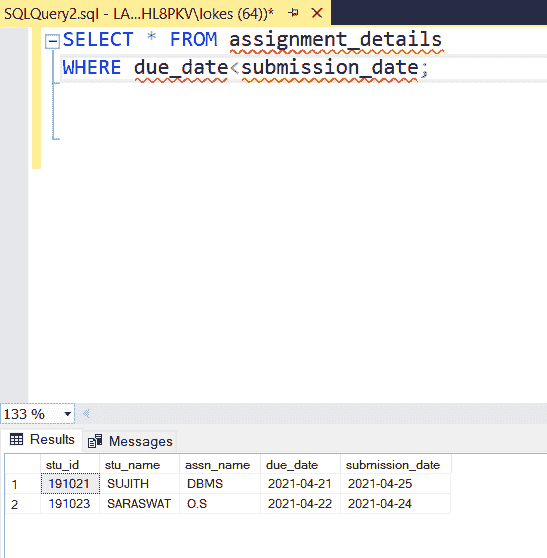 SQLQuery2.sql - LA...HL8PKV\lokes (64))*
SELECT * FROM assignment_details
WHERE due_date<submission_date;
133 %
Results Messages
stu_id stu_name assn_name due_date submission_date
1 191021 SUJITH DBMS 2021-04-21 2021-04-25
2 191023 SARASWAT O.S 2021-04-22 2021-04-24